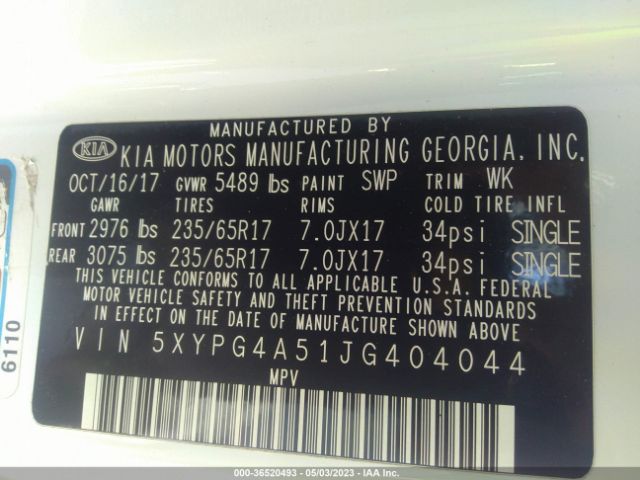 MANUFACTURED BY
KIA KIA MOTORS MANUFACTURING GEORGIA, INC.
OCT/16/17 GVWR 5489 lbs PAINT SWP TRIM WK
GAWR TIRES RIMS COLD TIRE INFL
FRONT 2976 lbs 235/65R17 7.0JX17 34psi SINGLE
REAR 3075 lbs 235/65R17 7.0JX17 34psi SINGLE
THIS VEHICLE CONFORMS TO ALL APPLICABLE U.S.A. FEDERAL
MOTOR VEHICLE SAFETY AND THEFT PREVENTION STANDARDS
IN EFFECT ON THE DATE OF MANUFACTURE SHOWN ABOVE.
VIN 5XYPG4A51JG404044
MPV
6110
000-36520493 - 05/03/2023 - IAAI.COM